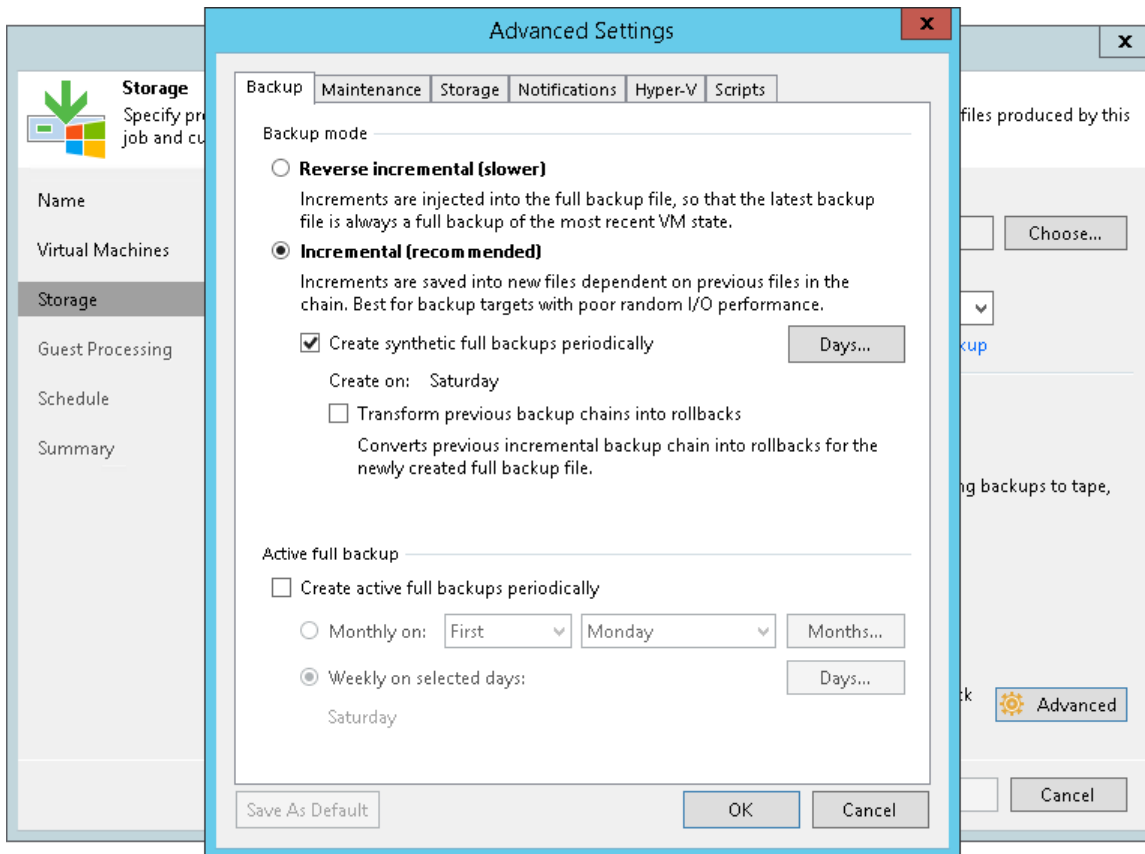 Advanced Settings
x
x
Storage
Specify pr
job and cu
files produced by this
Name
Virtual Machines
Storage
Guest Processing
Schedule
Summary
Backup
Maintenance
Storage
Notifications
Hyper-V
Scripts
Backup mode
Reverse incremental (slower)
Increments are injected into the full backup file, so that the latest backup
file is always a full backup of the most recent VM state.
Incremental (recommended)
Increments are saved into new files dependent on previous files in the
chain. Best for backup targets with poor random I/O performance.
Create synthetic full backups periodically
Days...
Create on: Saturday
Transform previous backup chains into rollbacks
Converts previous incremental backup chain into rollbacks for the
newly created full backup file.
Active full backup
Create active full backups periodically
Monthly on:
First
Monday
Months...
Weekly on selected days:
Days...
Saturday
Save As Default
OK
Cancel
Choose...
kup
ng backups to tape,
Advanced
Cancel